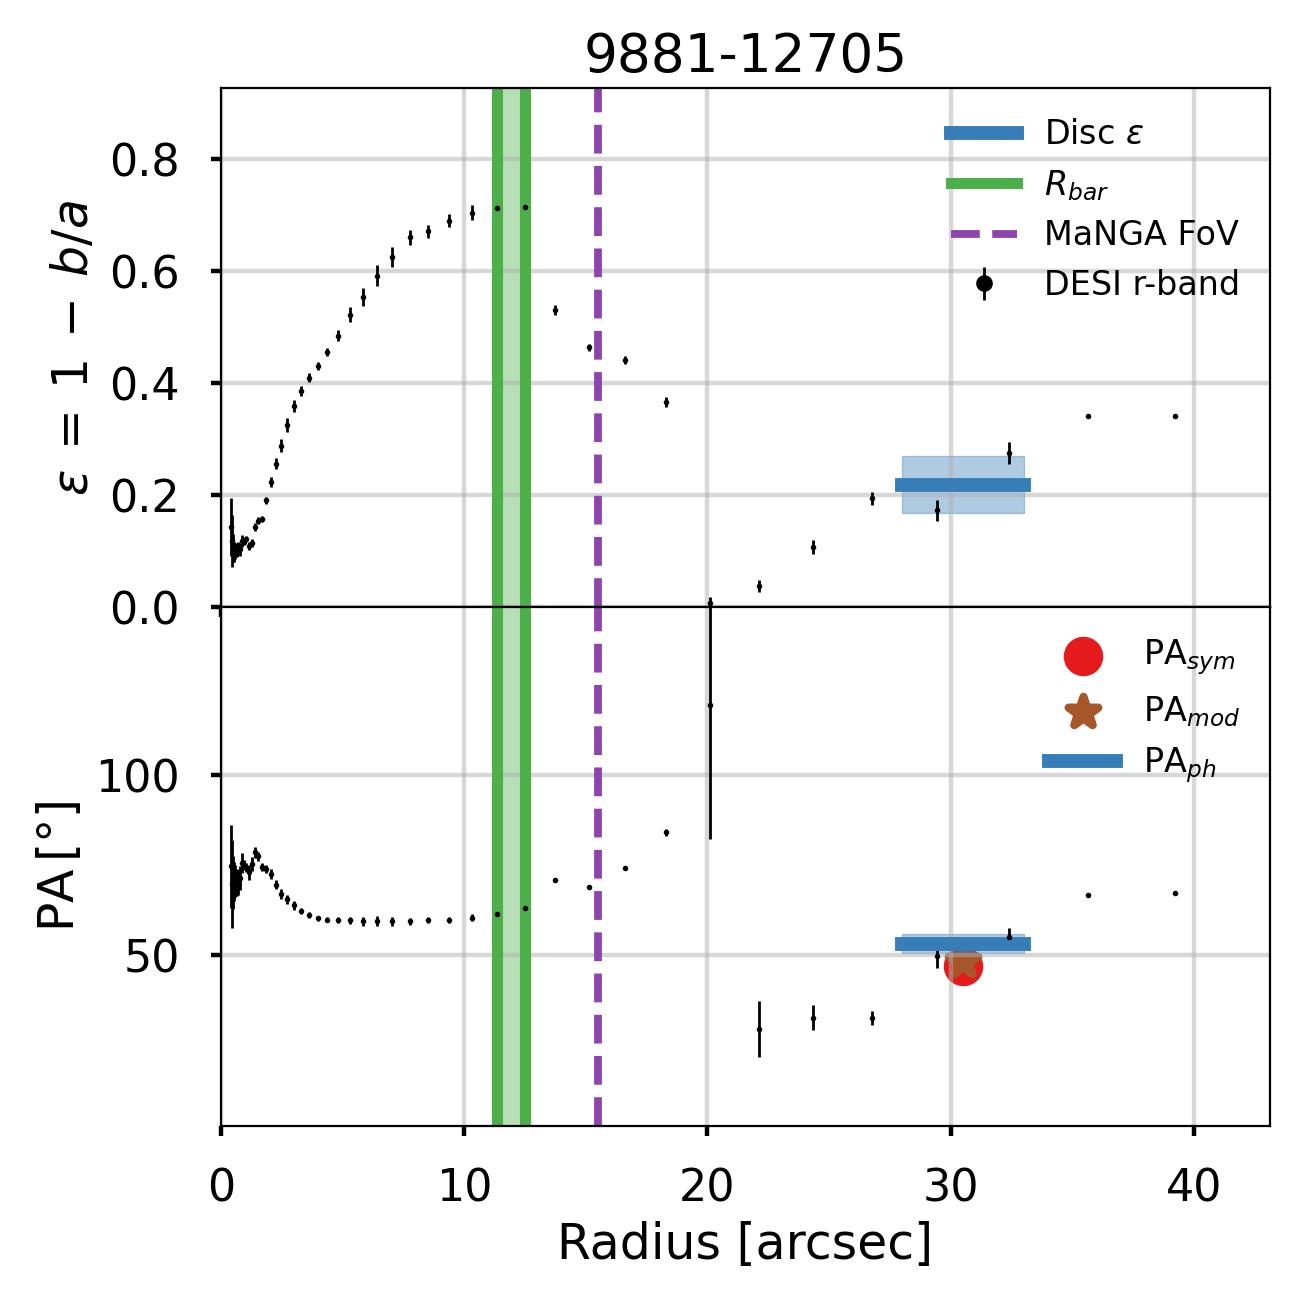 9881-12705
ε = 1 − b/a
0.8
0.6
0.4
0.2
0.0
Disc ε
R_bar
MaNGA FoV
DESI r-band
PA [°]
100
50
PA_sym
PA_mod
PA_ph
0 10 20 30 40
Radius [arcsec]